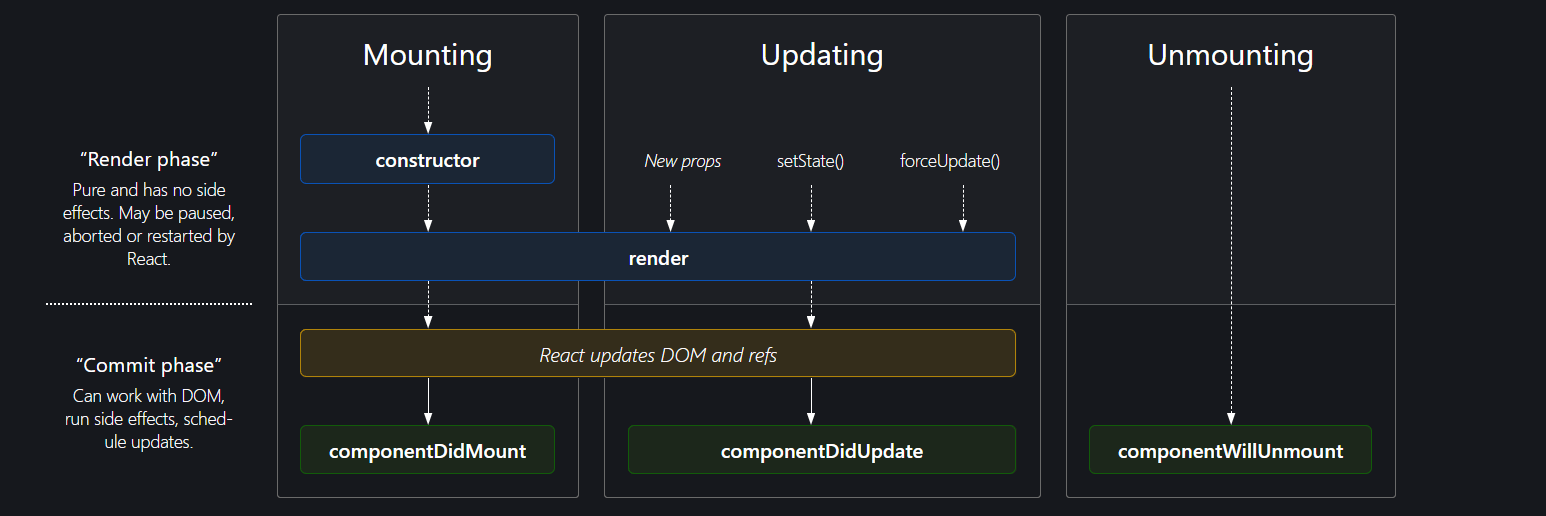 Mounting
Updating
Unmounting
“Render phase”
Pure and has no side
effects. May be paused,
aborted or restarted by
React.
constructor
New props
setState()
forceUpdate()
render
“Commit phase”
Can work with DOM,
run side effects, sched-
ule updates.
React updates DOM and refs
componentDidMount
componentDidUpdate
componentWillUnmount